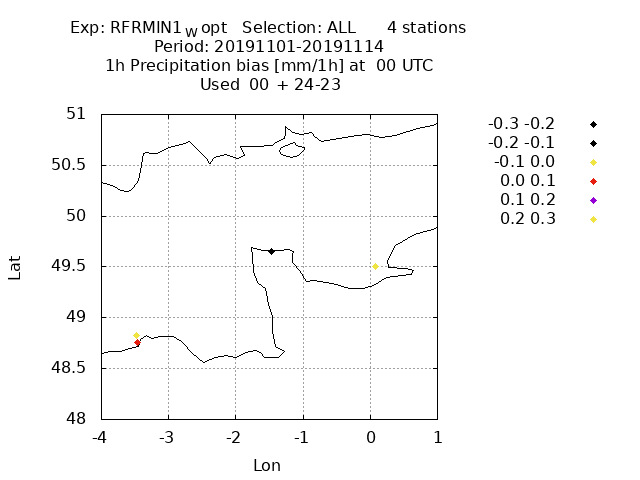 Exp: RFRMIN1 w opt Selection: ALL 4 stations
Period: 20191101-20191114
1h Precipitation bias [mm/1h] at 00 UTC
Used 00 + 24-23
51
50.5
50
49.5
49
48.5
48
-4 -3 -2 -1 0 1
Lat
Lon
-0.3 -0.2
-0.2 -0.1
-0.1 0.0
0.0 0.1
0.1 0.2
0.2 0.3